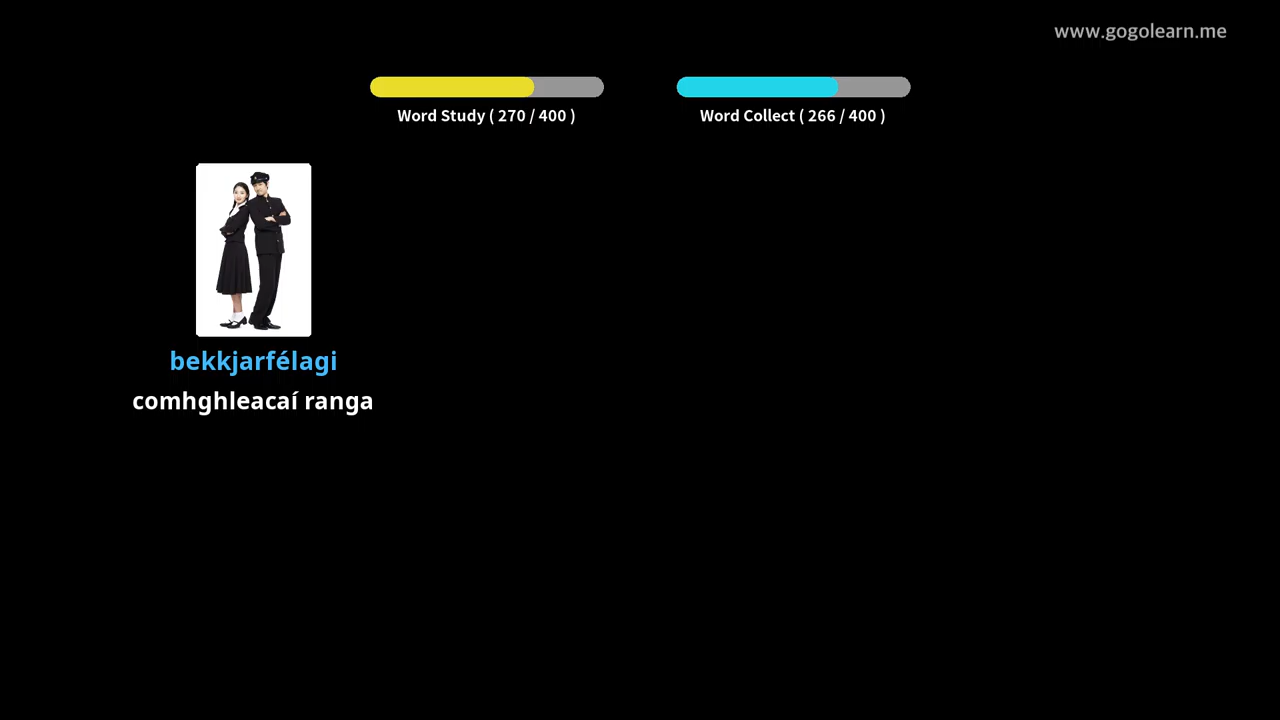 www.gogolearn.me
Word Study ( 270 / 400 )
Word Collect ( 266 / 400 )
bekkjarfélagi
comhghleacaí ranga